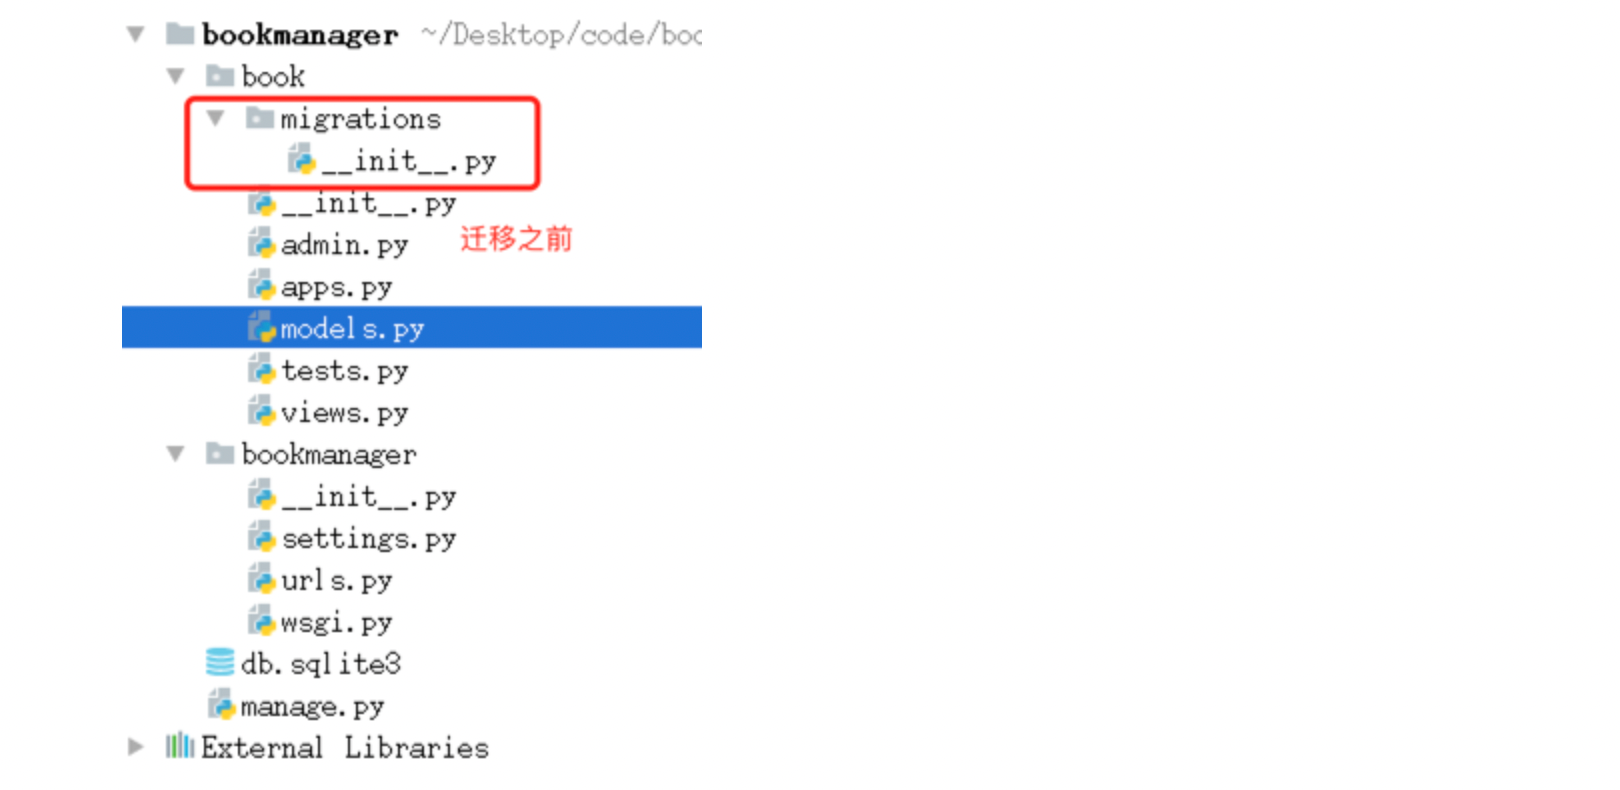 bookmanager ~/Desktop/code/boo
book
migrations
__init__.py
__init__.py
admin.py
迁移之前
apps.py
models.py
tests.py
views.py
bookmanager
__init__.py
settings.py
urls.py
wsgi.py
db.sqlite3
manage.py
External Libraries